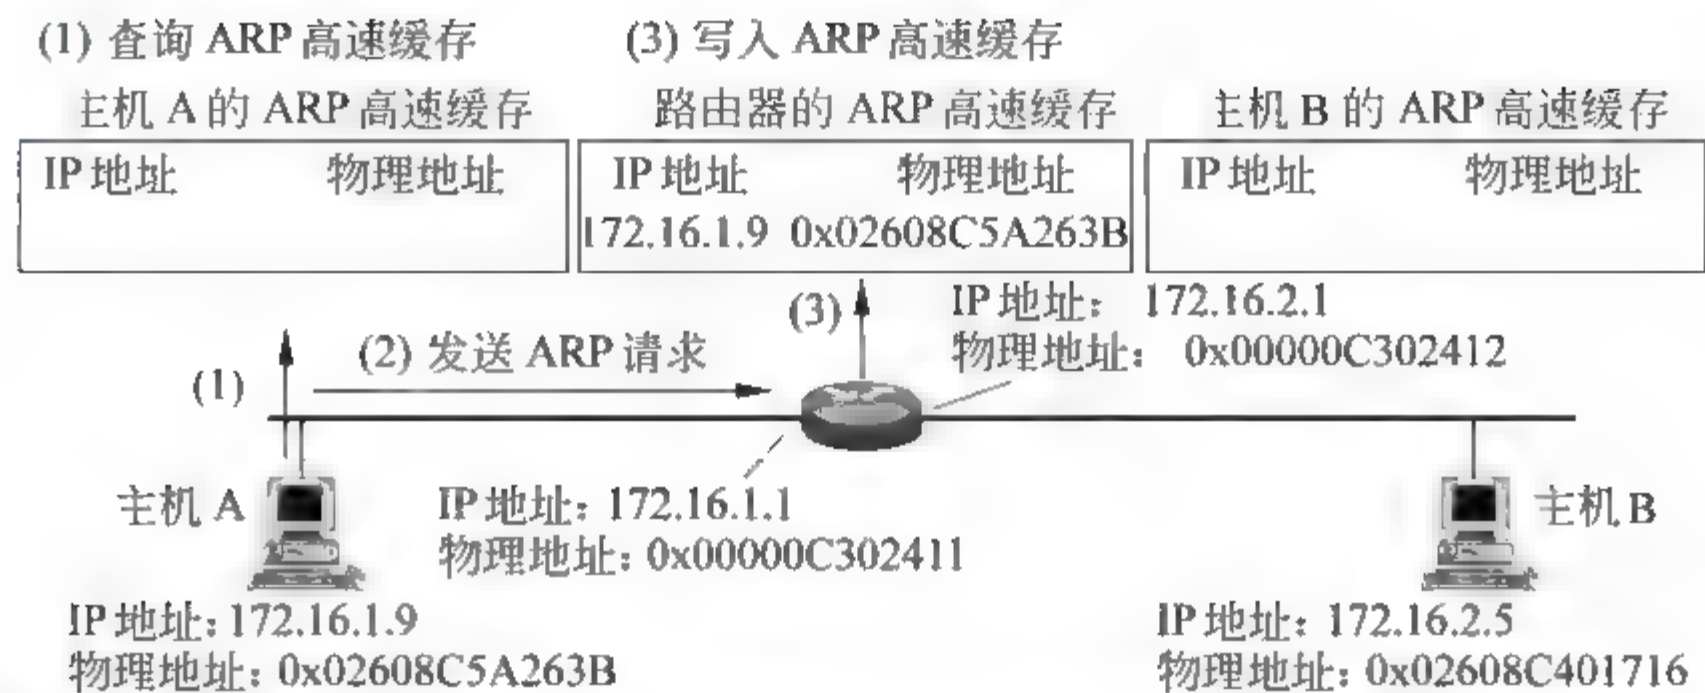 (1) 查询 ARP 高速缓存
(3) 写入 ARP 高速缓存
主机 A 的 ARP 高速缓存
路由器的 ARP 高速缓存
主机 B 的 ARP 高速缓存
IP 地址 物理地址
IP 地址 物理地址
172.16.1.9 0x02608C5A263B
IP 地址 物理地址
(3)
IP 地址: 172.16.2.1
物理地址: 0x00000C302412
(2) 发送 ARP 请求
(1)
主机 A
IP 地址: 172.16.1.1
物理地址: 0x00000C302411
主机 B
IP 地址: 172.16.1.9
物理地址: 0x02608C5A263B
IP 地址: 172.16.2.5
物理地址: 0x02608C401716